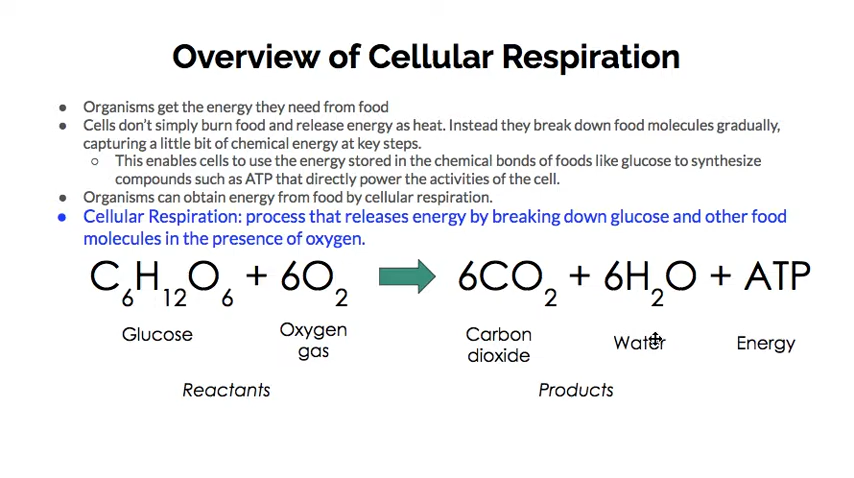 Overview of Cellular Respiration
● Organisms get the energy they need from food
● Cells don't simply burn food and release energy as heat. Instead they break down food molecules gradually,
capturing a little bit of chemical energy at key steps.
○ This enables cells to use the energy stored in the chemical bonds of foods like glucose to synthesize
compounds such as ATP that directly power the activities of the cell.
● Organisms can obtain energy from food by cellular respiration.
● Cellular Respiration: process that releases energy by breaking down glucose and other food
molecules in the presence of oxygen.
C₆H₁₂O₆ + 6O₂ 6CO₂ + 6H₂O + ATP
Glucose Oxygen gas Carbon dioxide Water Energy
Reactants Products